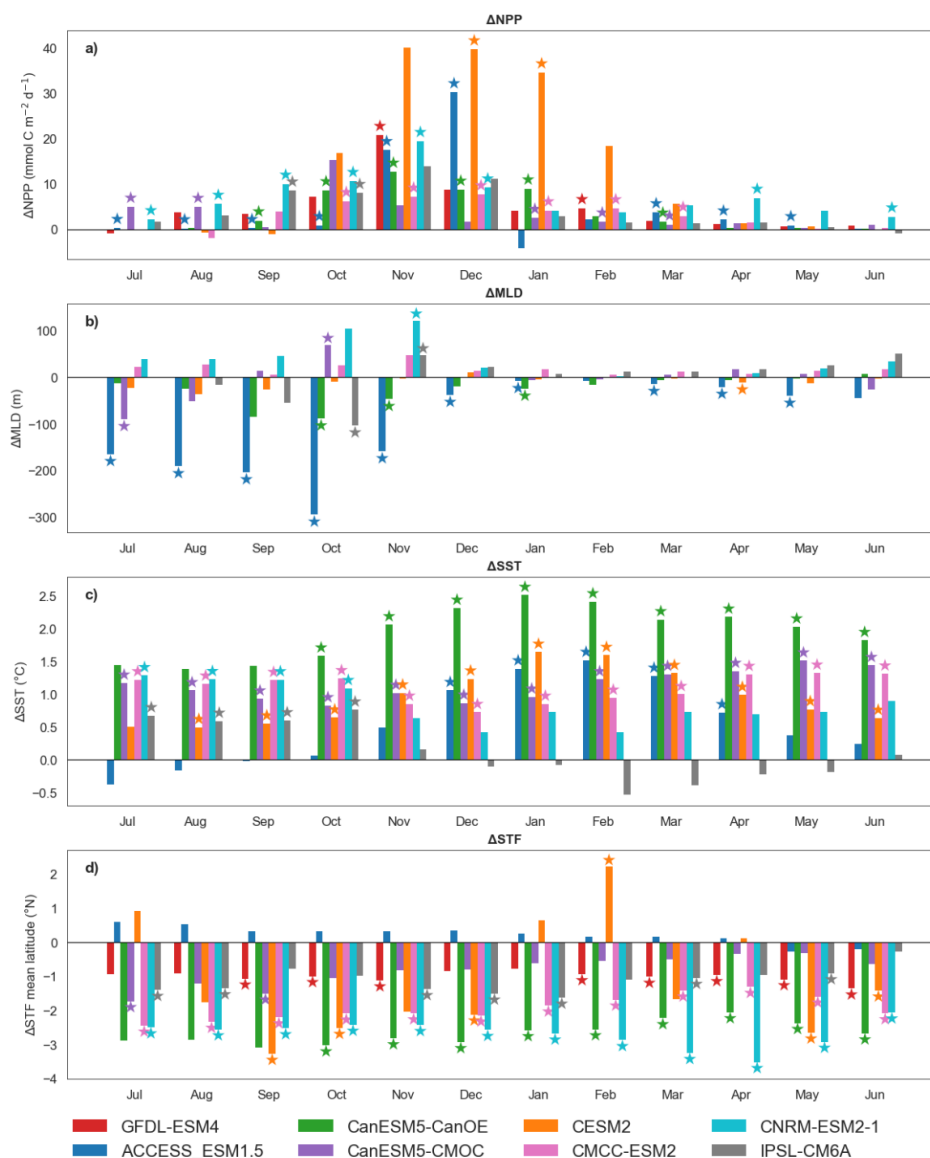 ΔNPP
a)
40
30
20
10
0
ΔNPP (mmol C m⁻² d⁻¹)
Jul Aug Sep Oct Nov Dec Jan Feb Mar Apr May Jun
ΔMLD
b)
100
0
−100
−200
−300
ΔMLD (m)
Jul Aug Sep Oct Nov Dec Jan Feb Mar Apr May Jun
ΔSST
c)
2.5
2.0
1.5
1.0
0.5
0.0
−0.5
ΔSST (°C)
Jul Aug Sep Oct Nov Dec Jan Feb Mar Apr May Jun
ΔSTF
d)
2
1
0
−1
−2
−3
−4
ΔSTF mean latitude (°N)
Jul Aug Sep Oct Nov Dec Jan Feb Mar Apr May Jun
GFDL-ESM4 CanESM5-CanOE CESM2 CNRM-ESM2-1
ACCESS_ESM1.5 CanESM5-CMOC CMCC-ESM2 IPSL-CM6A